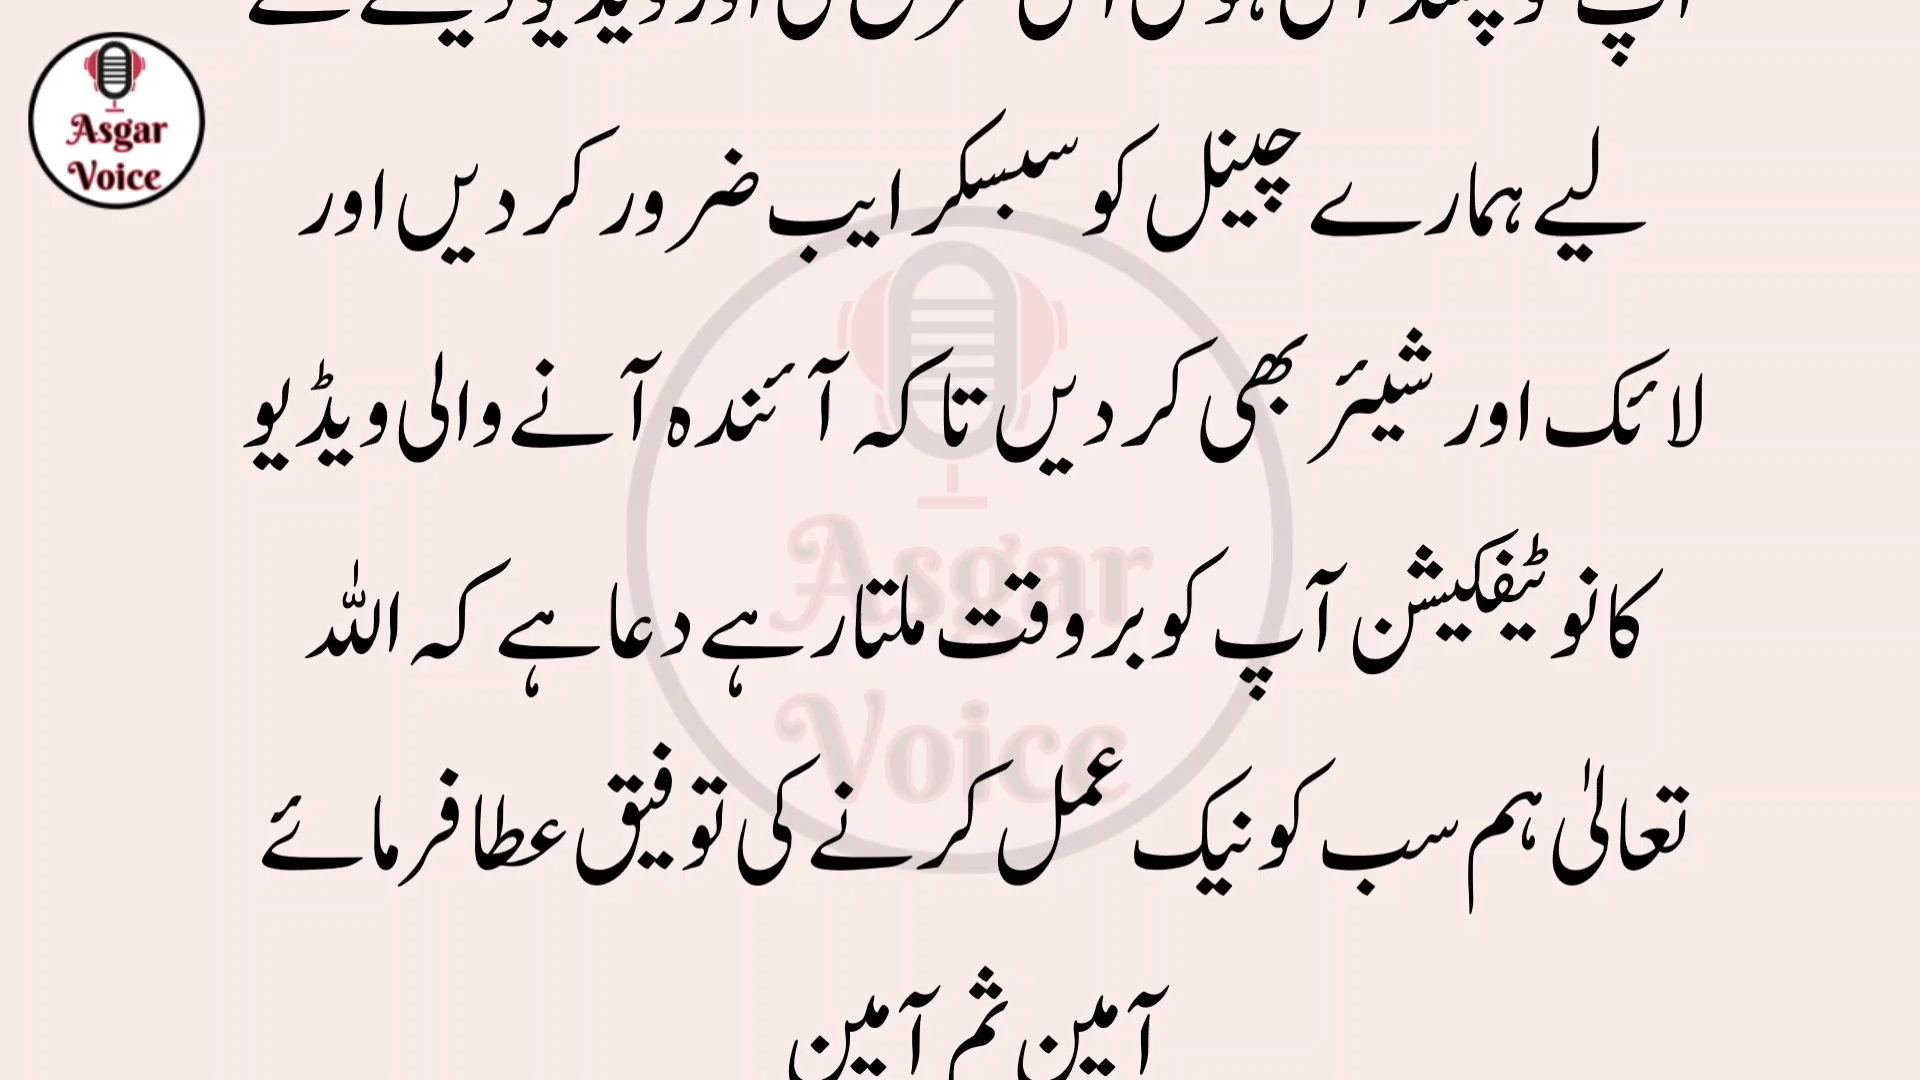 Asgar
Voice
لیے ہمارے چینل کو سبسکرایب ضرور کر دیں اور
لائک اور شیئر بھی کر دیں تاکہ آئندہ آنے والی ویڈیو
کا نوٹیفکیشن آپ کو بروقت ملتا رہے دعا ہے کہ اللہ
تعالیٰ ہم سب کو نیک عمل کرنے کی توفیق عطا فرمائے
آمین ثم آمین
Asgar
Voice